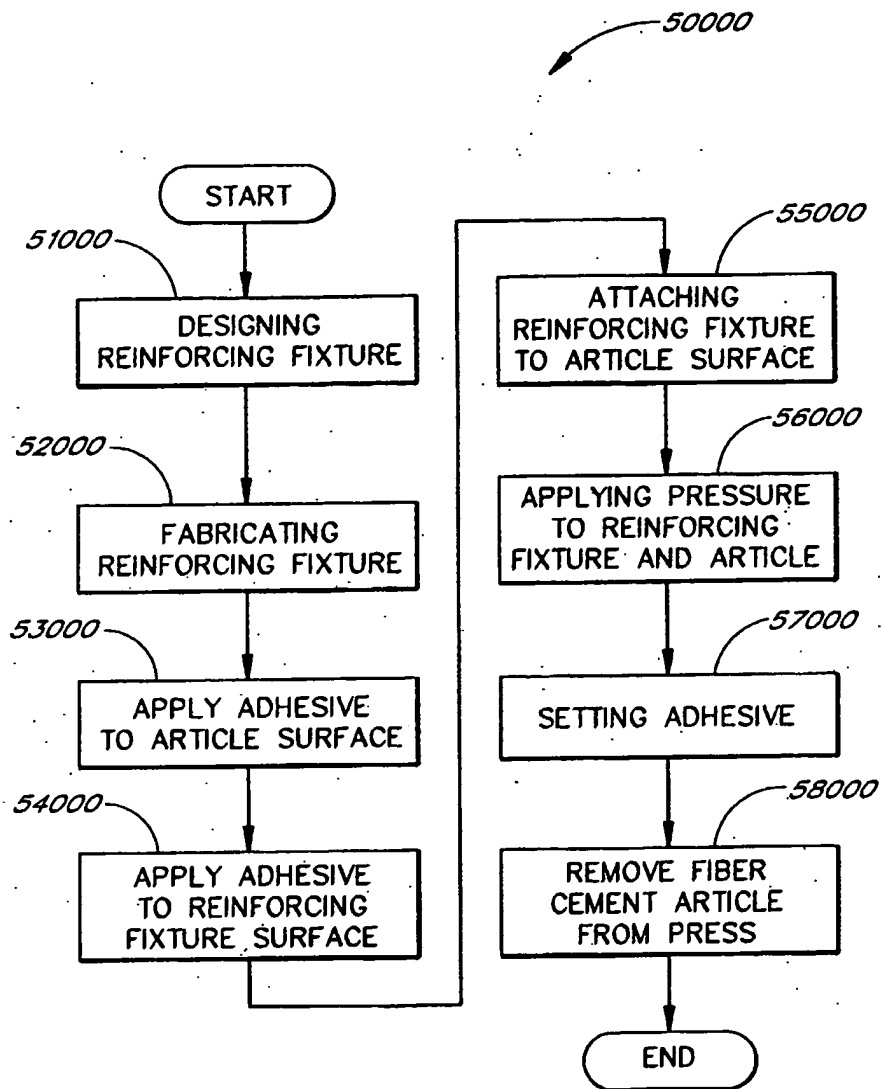 50000
START
51000
DESIGNING
REINFORCING FIXTURE
52000
FABRICATING
REINFORCING FIXTURE
53000
APPLY ADHESIVE
TO ARTICLE SURFACE
54000
APPLY ADHESIVE
TO REINFORCING
FIXTURE SURFACE
55000
ATTACHING
REINFORCING FIXTURE
TO ARTICLE SURFACE
56000
APPLYING PRESSURE
TO REINFORCING
FIXTURE AND ARTICLE
57000
SETTING ADHESIVE
58000
REMOVE FIBER
CEMENT ARTICLE
FROM PRESS
END